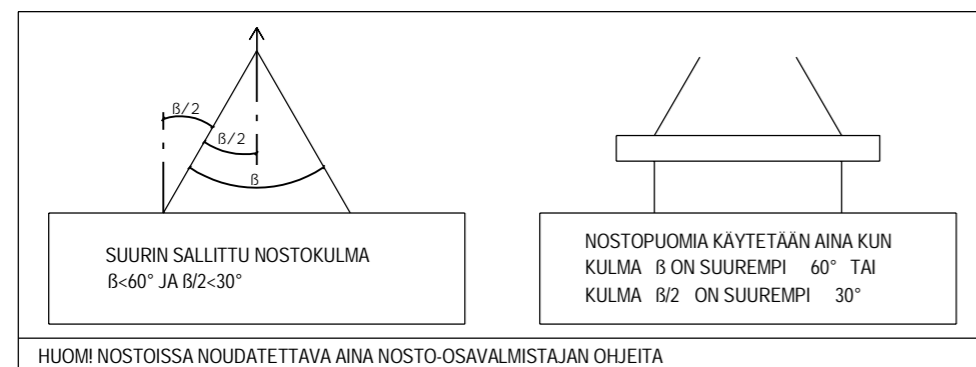 ß/2
ß/2
ß
SUURIN SALLITTU NOSTOKULMA
ß<60° JA ß/2<30°
NOSTOPUOMIA KÄYTETÄÄN AINA KUN
KULMA ß ON SUUREMPI 60° TAI
KULMA ß/2 ON SUUREMPI 30°
HUOM! NOSTOISSA NOUDATETTAVA AINA NOSTO-OSAVALMISTAJAN OHJEITA